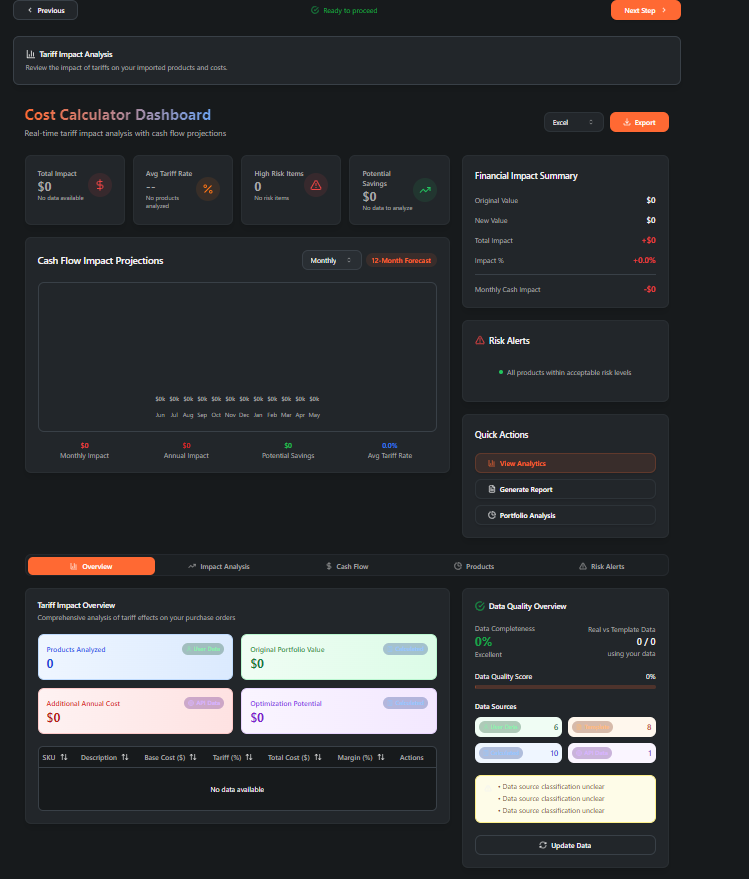 Previous
Ready to proceed
Next Step
Tariff Impact Analysis
Review the impact of tariffs on your imported products and costs.
Cost Calculator Dashboard
Real-time tariff impact analysis with cash flow projections
Excel
Export
Total Impact
$0
No data available
Avg Tariff Rate
--
No products
analyzed
High Risk Items
0
No risk items
Potential
Savings
$0
No data to analyze
Financial Impact Summary
Original Value $0
New Value $0
Total Impact +$0
Impact % +0.0%
Monthly Cash Impact -$0
Cash Flow Impact Projections
Monthly
12-Month Forecast
$0k $0k $0k $0k $0k $0k $0k $0k $0k $0k $0k $0k
Jun Jul Aug Sep Oct Nov Dec Jan Feb Mar Apr May
$0
Monthly Impact
$0
Annual Impact
$0
Potential Savings
0.0%
Avg Tariff Rate
Risk Alerts
All products within acceptable risk levels
Quick Actions
View Analytics
Generate Report
Portfolio Analysis
Overview
Impact Analysis
Cash Flow
Products
Risk Alerts
Tariff Impact Overview
Comprehensive analysis of tariff effects on your purchase orders
Products Analyzed
0
Original Portfolio Value
$0
Additional Annual Cost
$0
Optimization Potential
$0
SKU Description Base Cost ($) Tariff (%) Total Cost ($) Margin (%) Actions
No data available
Data Quality Overview
Data Completeness
0%
Excellent
Real vs Template Data
0 / 0
using your data
Data Quality Score 0%
Data Sources
6
8
10
1
• Data source classification unclear
• Data source classification unclear
• Data source classification unclear
Update Data